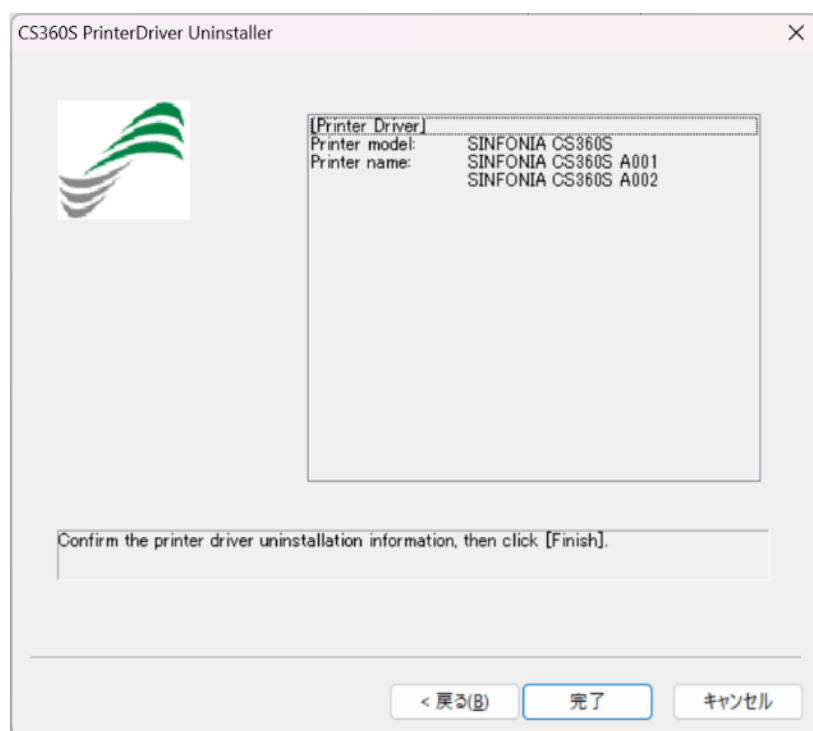 CS360S PrinterDriver Uninstaller
[Printer Driver]
Printer model: SINFONIA CS360S
Printer name: SINFONIA CS360S A001
SINFONIA CS360S A002
Confirm the printer driver uninstallation information, then click [Finish].
< 戻る(B) 完了 キャンセル